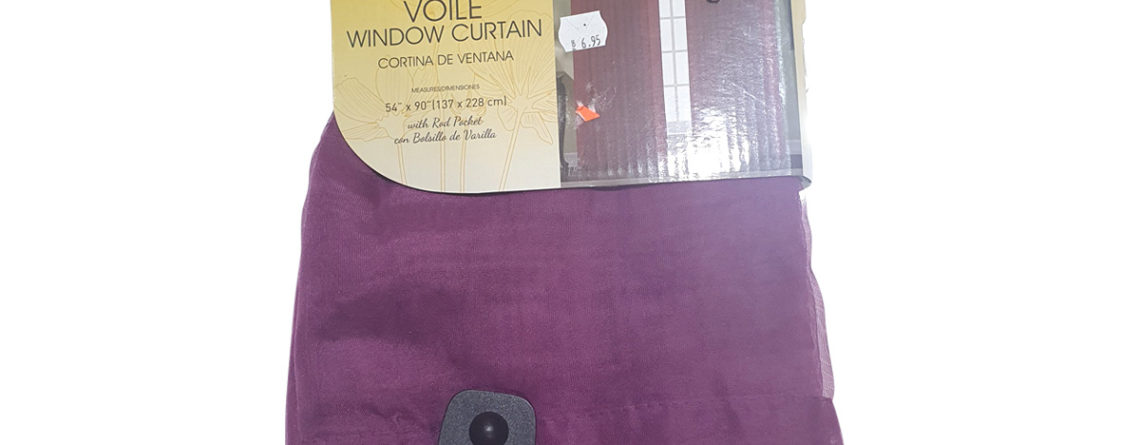 VOILE
WINDOW CURTAIN
CORTINA DE VENTANA
MEASURES/DIMENSIONES
54" x 90" (137 x 228 cm)
with Rod Pocket
con Bolsillo de Varilla
6.95